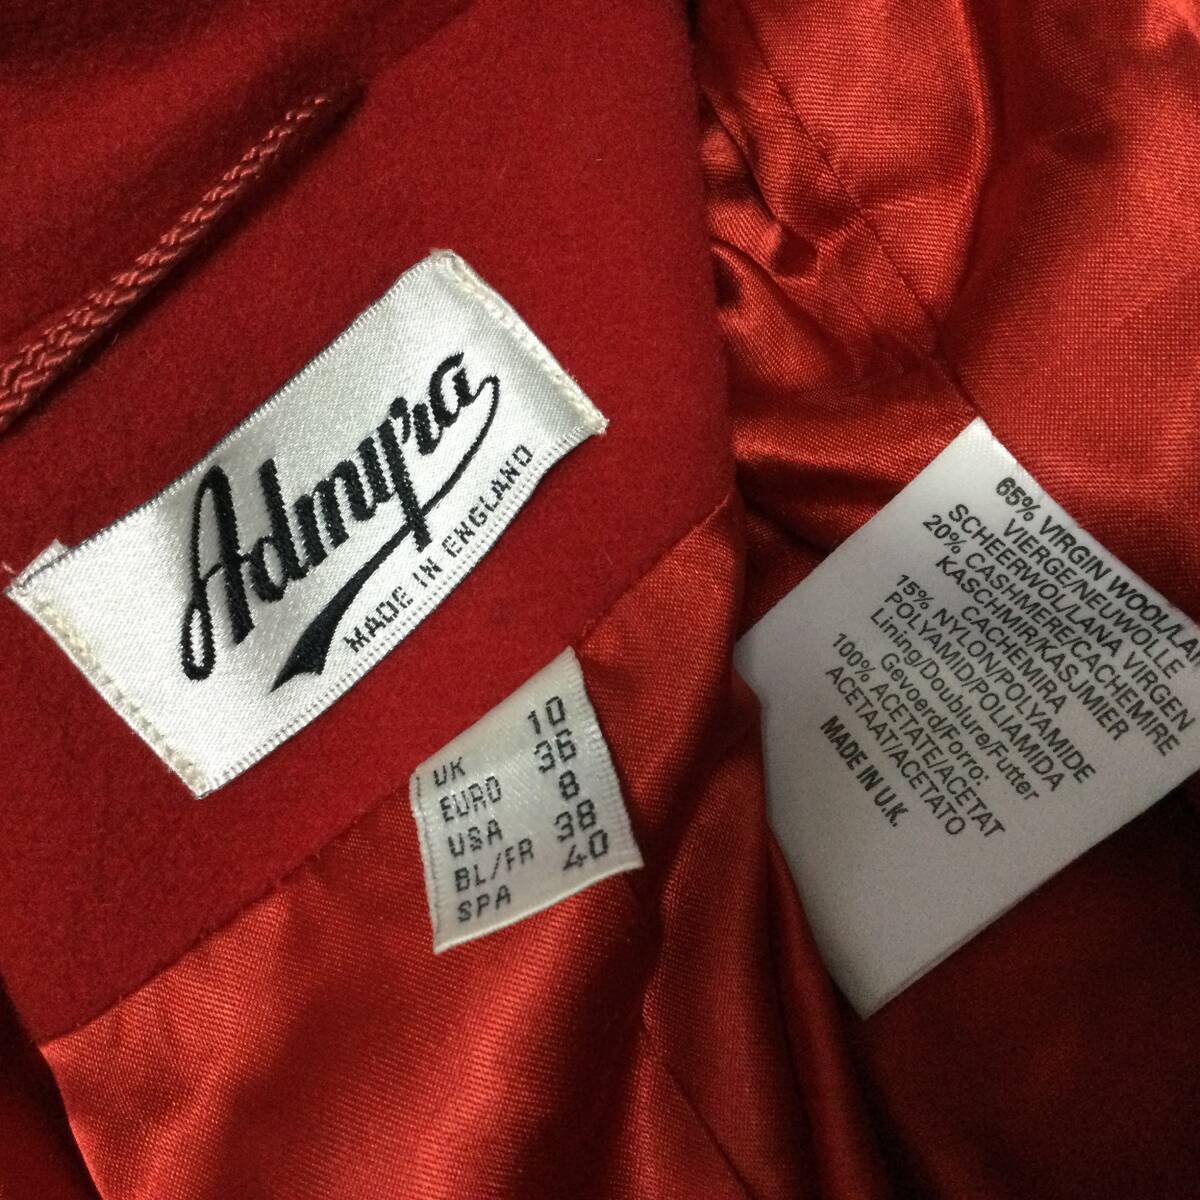 Admyra
MADE IN ENGLAND
UK 10
EURO 36
USA 8
BL/FR 38
SPA 40
65% VIRGIN WOOL/LA
VIERGE/NEUWOLLE
SCHEERWOL/LANA VIRGEN
20% CASHMERE/CACHEMIRE
KASCHMIR/KASJMIER
CACHEMIRA
15% NYLON/POLYAMIDE
POLYAMID/POLIAMIDA
Lining/Doublure/Futter
Gevoerd/Forro:
100% ACETATE/ACETAT
ACETAAT/ACETATO
MADE IN U.K.